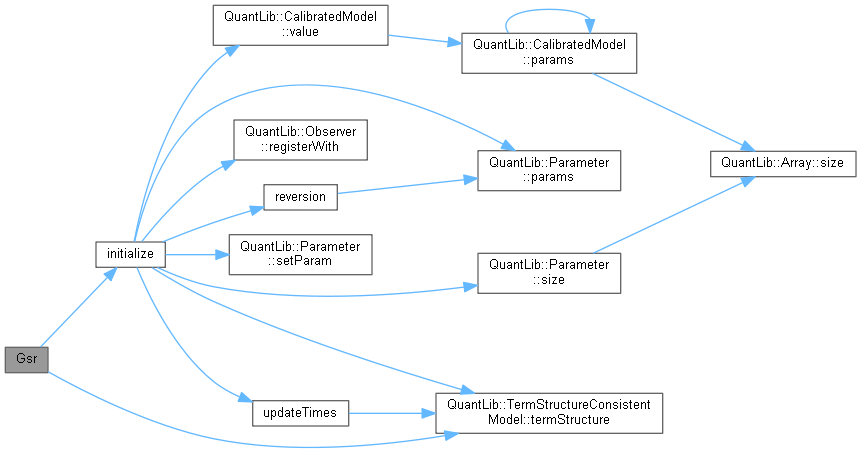 QuantLib::CalibratedModel
::value
QuantLib::CalibratedModel
::params
QuantLib::Observer
::registerWith
QuantLib::Parameter
::params
QuantLib::Array::size
reversion
initialize
QuantLib::Parameter
::setParam
QuantLib::Parameter
::size
Gsr
updateTimes
QuantLib::TermStructureConsistent
Model::termStructure